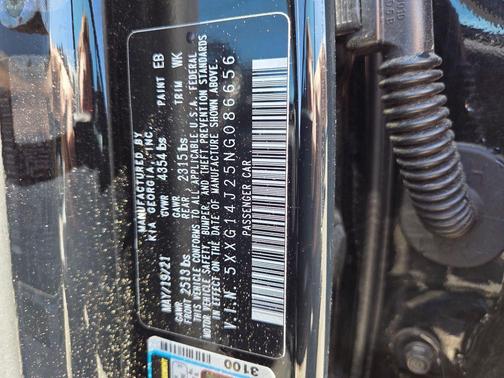 MANUFACTURED BY
KIA GEORGIA, INC.
MAY/19/21 GVWR 4354 lbs PAINT EB
GAWR FRONT 2513 lbs GAWR REAR 2315 lbs TRIM WK
THIS VEHICLE CONFORMS TO ALL APPLICABLE U.S.A. FEDERAL
MOTOR VEHICLE SAFETY, BUMPER, AND THEFT PREVENTION STANDARDS
IN EFFECT ON THE DATE OF MANUFACTURE SHOWN ABOVE.
V.I.N: 5XXG14J25NG086656
PASSENGER CAR
3100